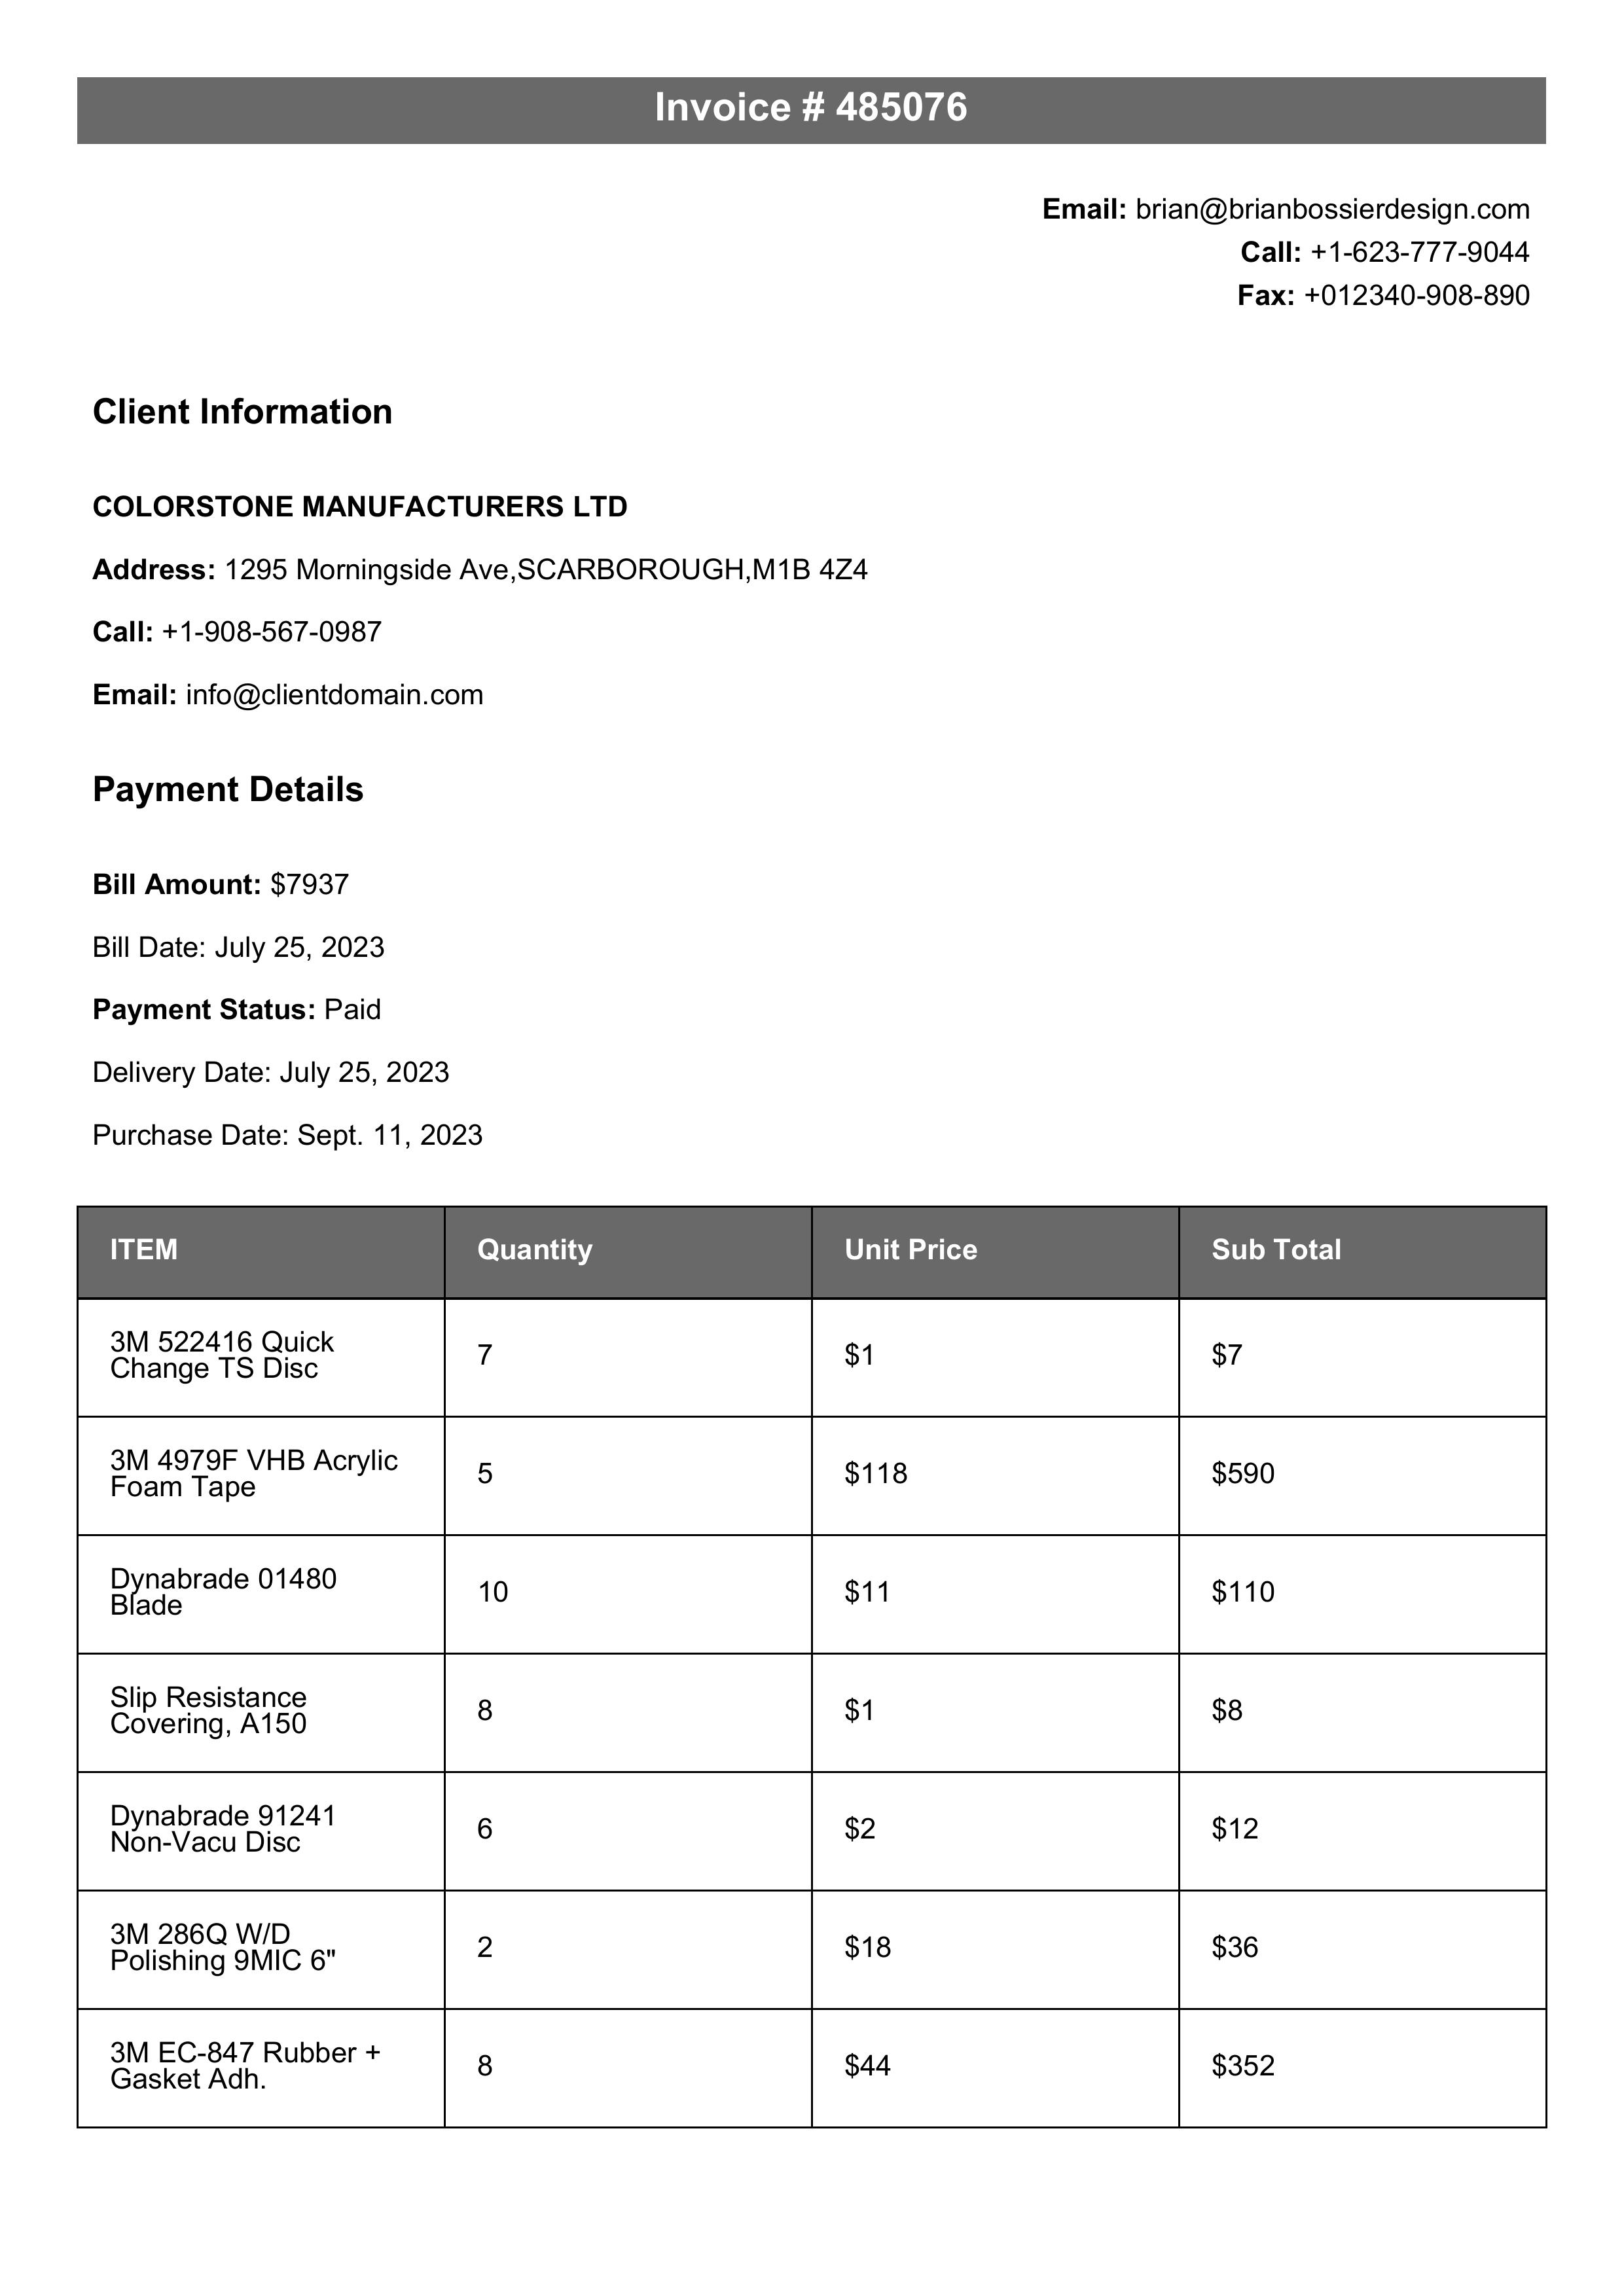 Invoice # 485076
Email: brian@brianbossierdesign.com
Call: +1-623-777-9044
Fax: +012340-908-890
Client Information
COLORSTONE MANUFACTURERS LTD
Address: 1295 Morningside Ave,SCARBOROUGH,M1B 4Z4
Call: +1-908-567-0987
Email: info@clientdomain.com
Payment Details
Bill Amount: $7937
Bill Date: July 25, 2023
Payment Status: Paid
Delivery Date: July 25, 2023
Purchase Date: Sept. 11, 2023
ITEM Quantity Unit Price Sub Total
3M 522416 Quick
Change TS Disc
7 $1 $7
3M 4979F VHB Acrylic
Foam Tape
5 $118 $590
Dynabrade 01480
Blade
10 $11 $110
Slip Resistance
Covering, A150
8 $1 $8
Dynabrade 91241
Non-Vacu Disc
6 $2 $12
3M 286Q W/D
Polishing 9MIC 6"
2 $18 $36
3M EC-847 Rubber +
Gasket Adh.
8 $44 $352